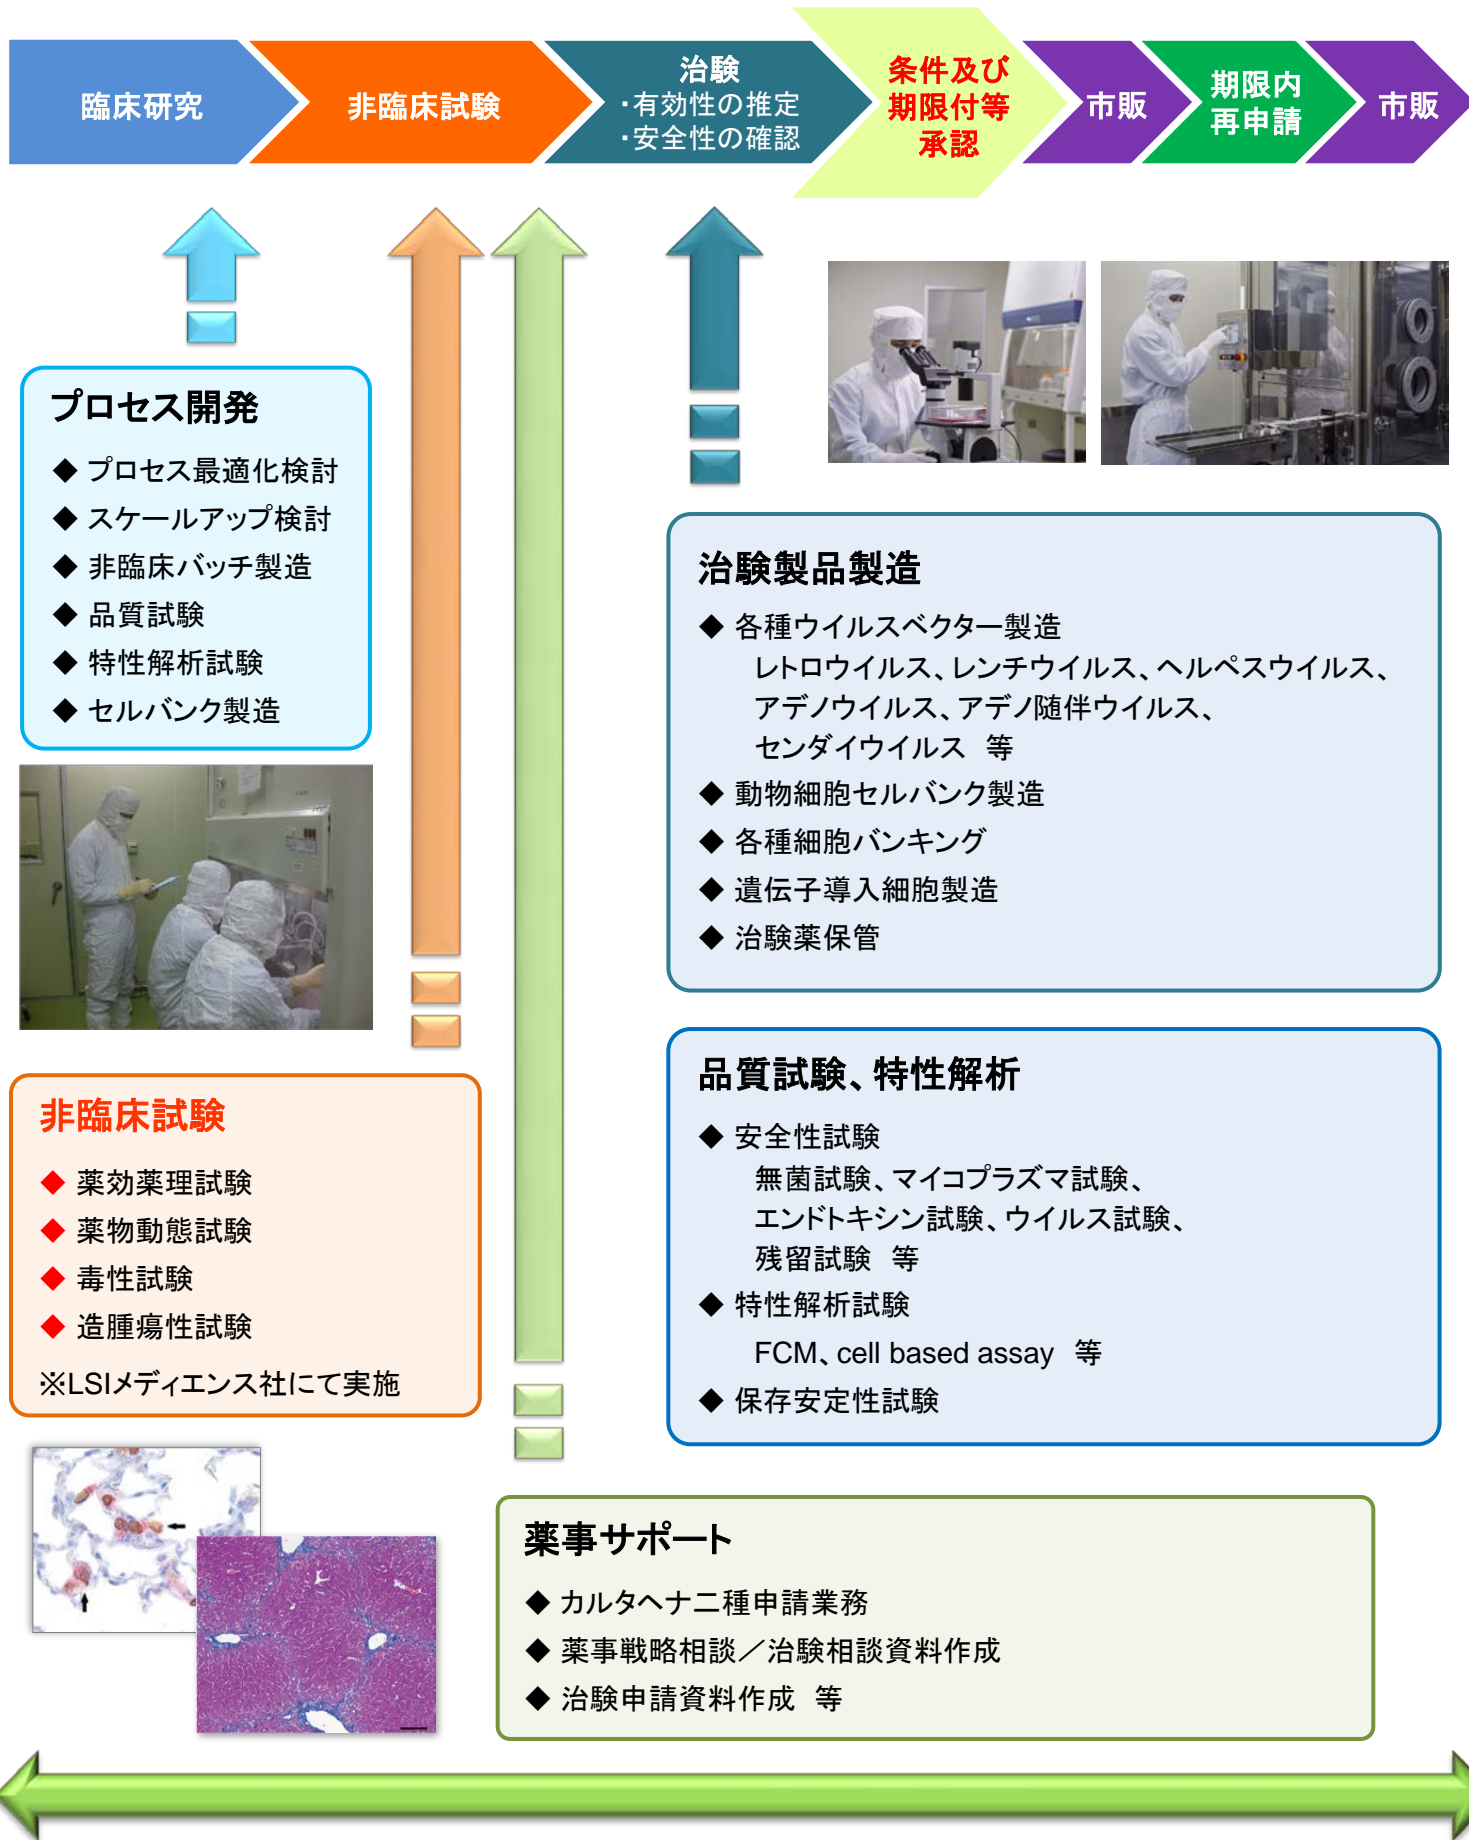 臨床研究
非臨床試験
治験
・有効性の推定
・安全性の確認
条件及び
期限付等
承認
市販
期限内
再申請
市販
プロセス開発
◆ プロセス最適化検討
◆ スケールアップ検討
◆ 非臨床バッチ製造
◆ 品質試験
◆ 特性解析試験
◆ セルバンク製造
治験製品製造
◆ 各種ウイルスベクター製造
レトロウイルス、レンチウイルス、ヘルペスウイルス、
アデノウイルス、アデノ随伴ウイルス、
センダイウイルス 等
◆ 動物細胞セルバンク製造
◆ 各種細胞バンキング
◆ 遺伝子導入細胞製造
◆ 治験薬保管
非臨床試験
◆ 薬効薬理試験
◆ 薬物動態試験
◆ 毒性試験
◆ 造腫瘍性試験
※LSIメディエンス社にて実施
品質試験、特性解析
◆ 安全性試験
無菌試験、マイコプラズマ試験、
エンドトキシン試験、ウイルス試験、
残留試験 等
◆ 特性解析試験
FCM、cell based assay 等
◆ 保存安定性試験
薬事サポート
◆ カルタヘナ二種申請業務
◆ 薬事戦略相談／治験相談資料作成
◆ 治験申請資料作成 等